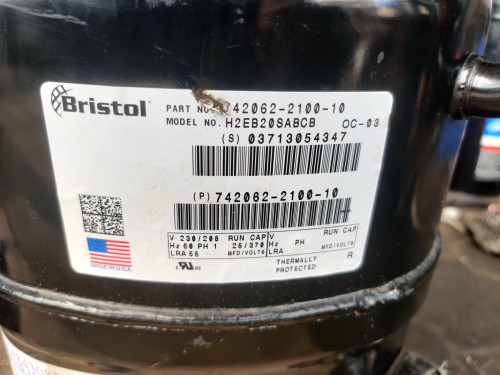 Bristol®
PART NO. 742062-2100-10
MODEL NO. H2EB20SABCB OC-03
(S) 03713054347
(P) 742062-2100-10
V 230/208 RUN CAP V RUN CAP
Hz 60 PH 1 25/370 Hz PH
LRA 55 MFD/VOLTS LRA MFD/VOLTS
MADE IN U.S.A.
c RU us
THERMALLY R
PROTECTED